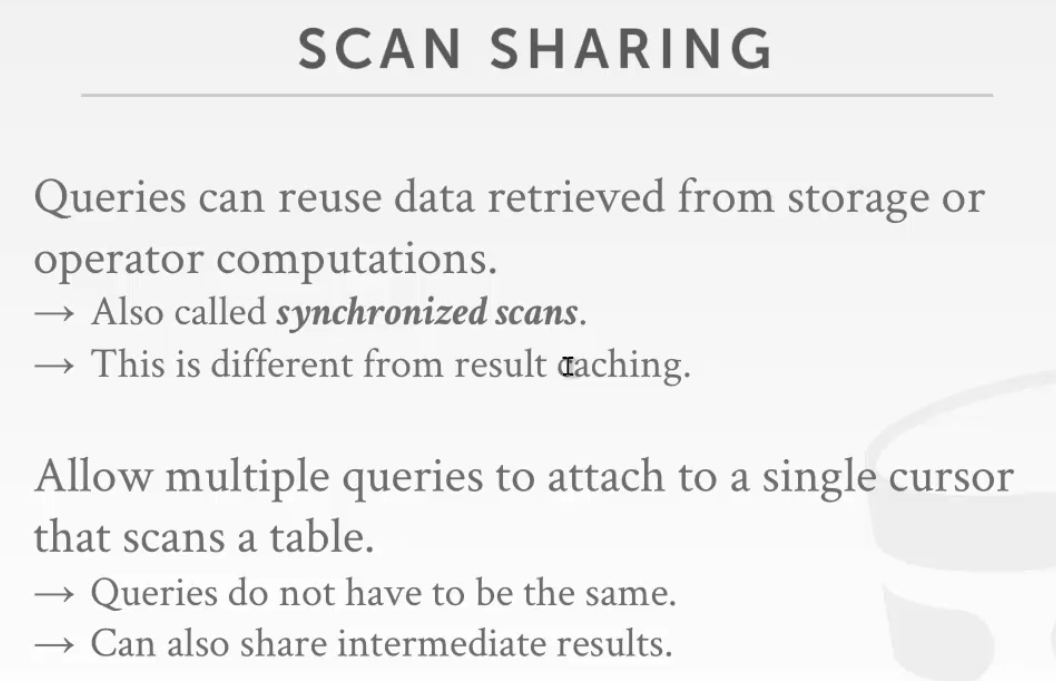 SCAN SHARING
Queries can reuse data retrieved from storage or
operator computations.
→ Also called synchronized scans.
→ This is different from result caching.
Allow multiple queries to attach to a single cursor
that scans a table.
→ Queries do not have to be the same.
→ Can also share intermediate results.